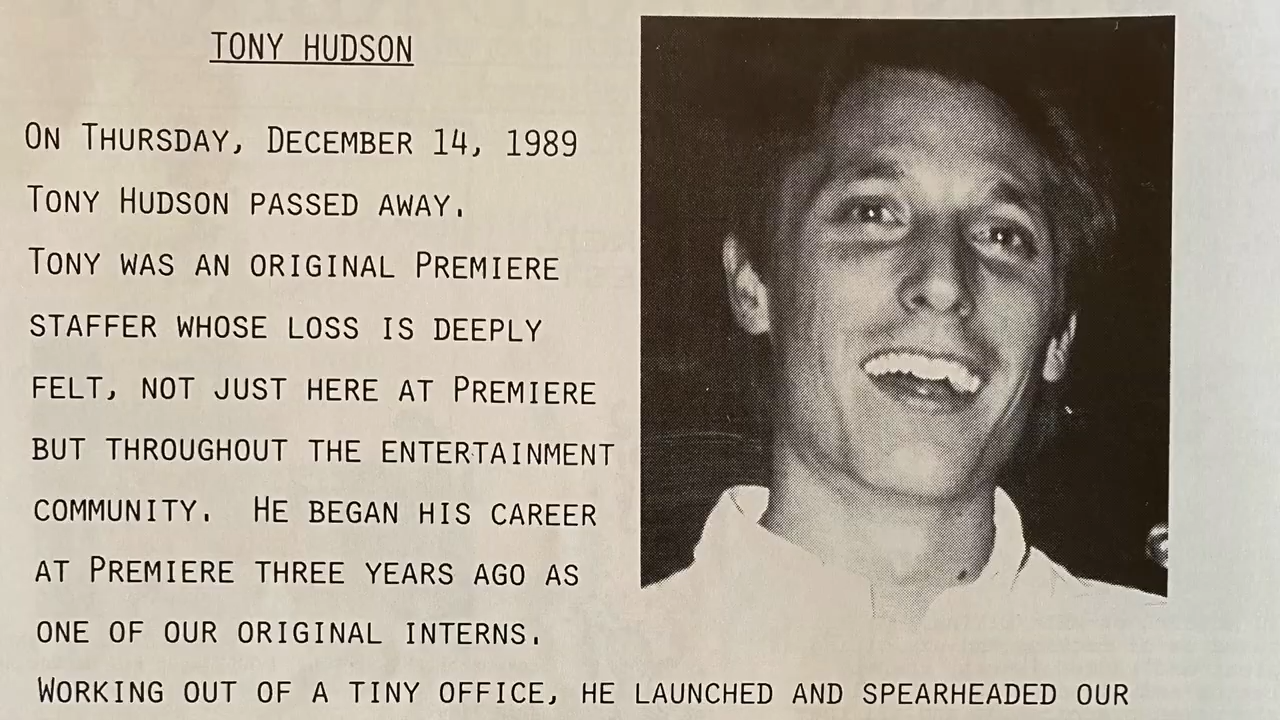 TONY HUDSON
ON THURSDAY, DECEMBER 14, 1989
TONY HUDSON PASSED AWAY.
TONY WAS AN ORIGINAL PREMIERE
STAFFER WHOSE LOSS IS DEEPLY
FELT, NOT JUST HERE AT PREMIERE
BUT THROUGHOUT THE ENTERTAINMENT
COMMUNITY. HE BEGAN HIS CAREER
AT PREMIERE THREE YEARS AGO AS
ONE OF OUR ORIGINAL INTERNS.
WORKING OUT OF A TINY OFFICE, HE LAUNCHED AND SPEARHEADED OUR